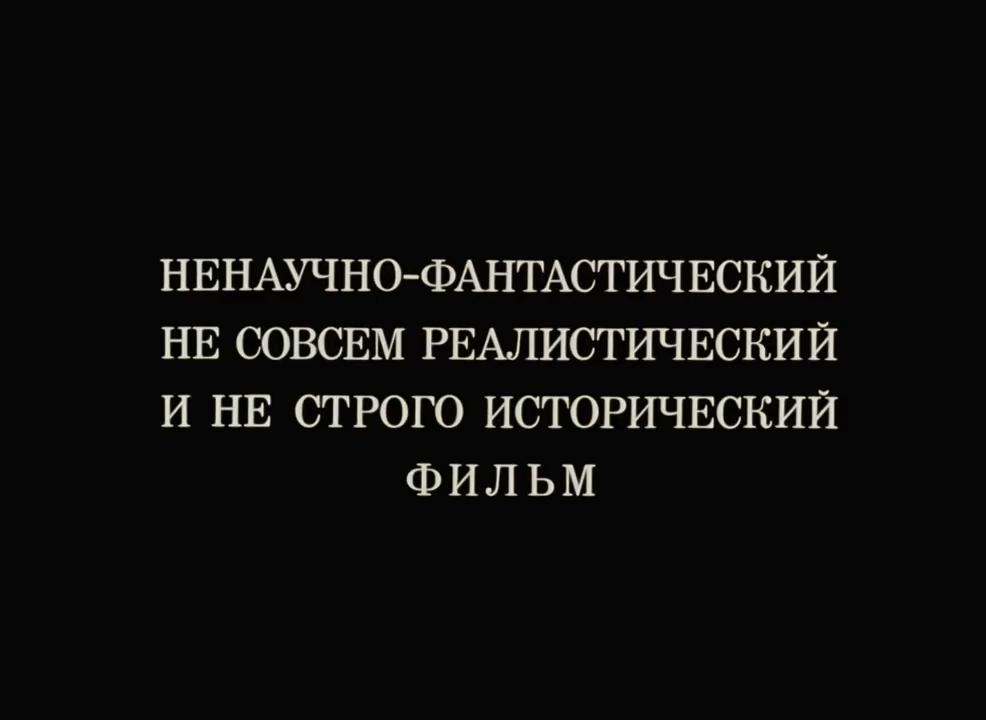 НЕНАУЧНО-ФАНТАСТИЧЕСКИЙ
НЕ СОВСЕМ РЕАЛИСТИЧЕСКИЙ
И НЕ СТРОГО ИСТОРИЧЕСКИЙ
ФИЛЬМ